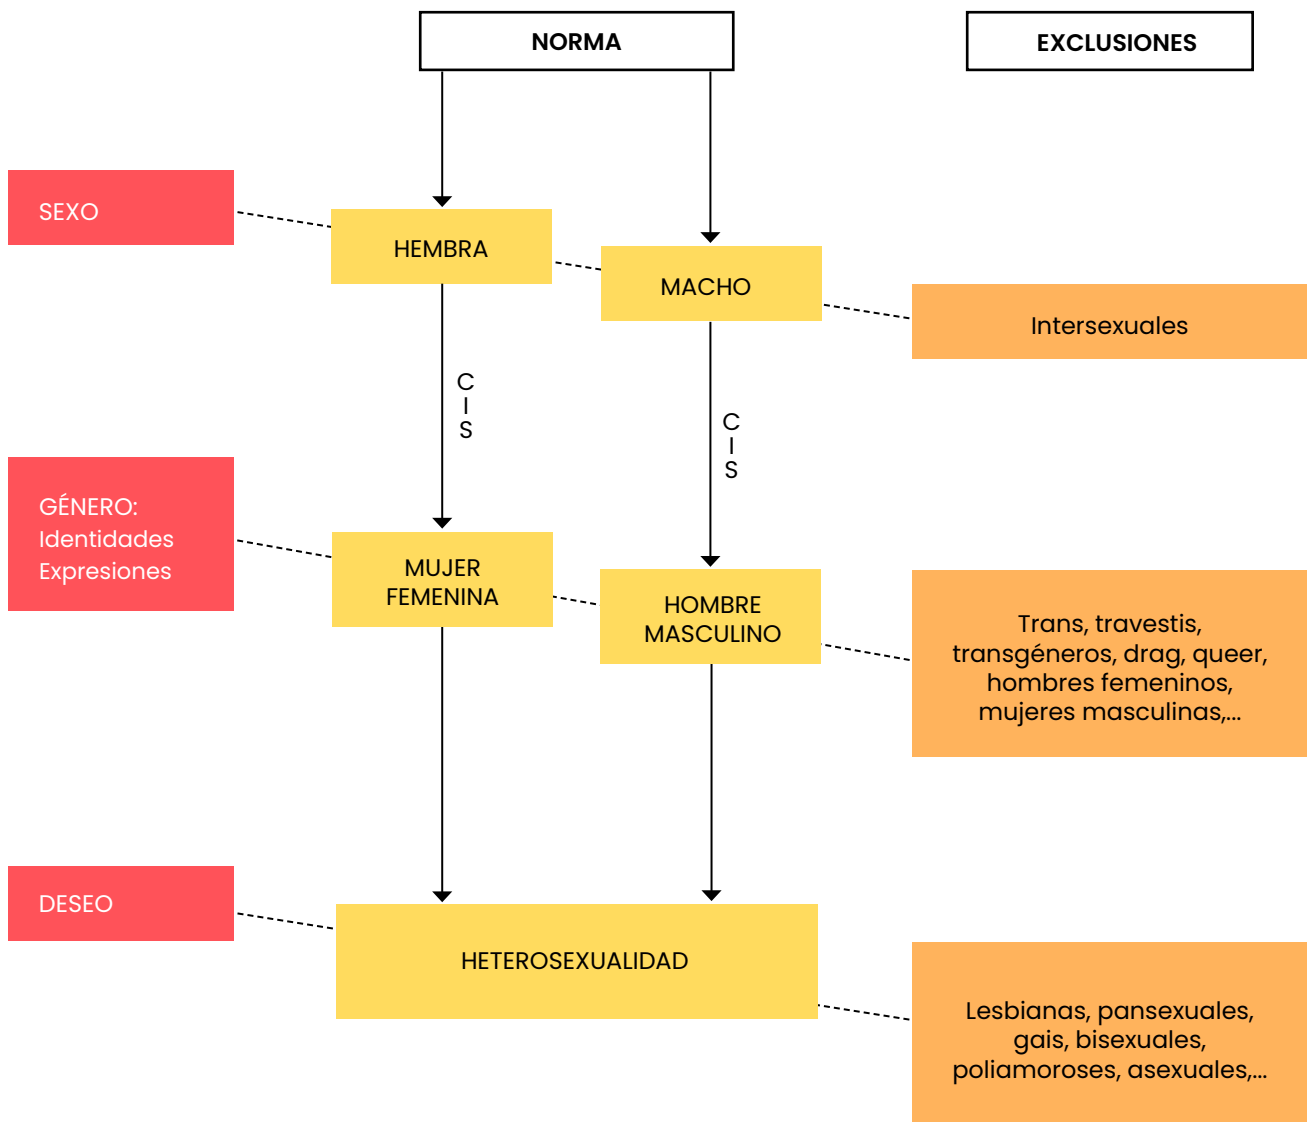 NORMA
EXCLUSIONES
SEXO
HEMBRA
MACHO
Intersexuales
C
I
S
C
I
S
GÉNERO:
Identidades
Expresiones
MUJER
FEMENINA
HOMBRE
MASCULINO
Trans, travestis,
transgéneros, drag, queer,
hombres femeninos,
mujeres masculinas,...
DESEO
HETEROSEXUALIDAD
Lesbianas, pansexuales,
gais, bisexuales,
poliamoroses, asexuales,...